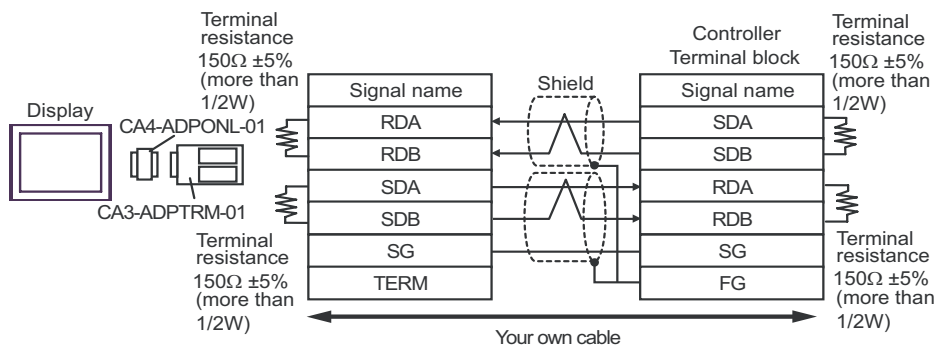 Terminal
resistance
150Ω ±5%
(more than
1/2W)
Controller
Terminal block
Terminal
resistance
150Ω ±5%
(more than
1/2W)
Display
CA4-ADPONL-01
CA3-ADPTRM-01
Signal name
Shield
Signal name
RDA
SDA
RDB
SDB
SDA
RDA
SDB
RDB
SG
SG
TERM
FG
Terminal
resistance
150Ω ±5%
(more than
1/2W)
Terminal
resistance
150Ω ±5%
(more than
1/2W)
Your own cable